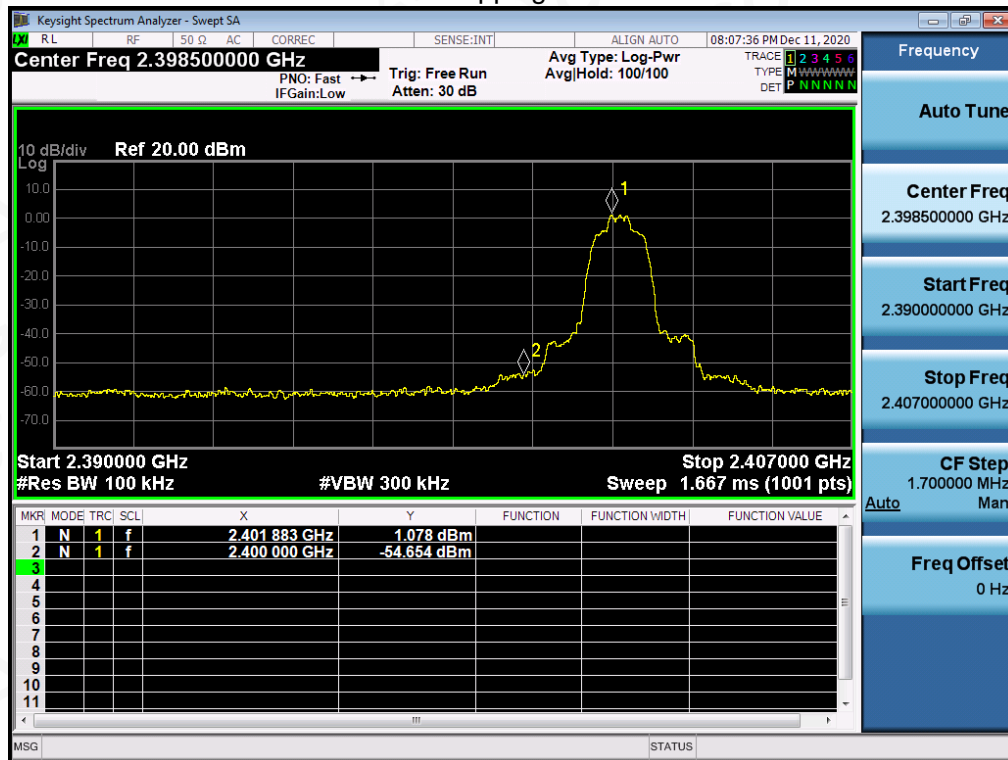 Keysight Spectrum Analyzer - Swept SA
LXI RL RF 50 Ω AC CORREC SENSE:INT ALIGN AUTO 08:07:36 PM Dec 11, 2020
Center Freq 2.398500000 GHz
PNO: Fast
IFGain:Low
Trig: Free Run
Atten: 30 dB
Avg Type: Log-Pwr
Avg|Hold: 100/100
TRACE 1 2 3 4 5 6
TYPE M WWWWW
DET P N N N N N
10 dB/div Ref 20.00 dBm
Log
10.0
0.00
-10.0
-20.0
-30.0
-40.0
-50.0
-60.0
-70.0
1
2
Start 2.390000 GHz Stop 2.407000 GHz
#Res BW 100 kHz #VBW 300 kHz Sweep 1.667 ms (1001 pts)
MKR MODE TRC SCL X Y FUNCTION FUNCTION WIDTH FUNCTION VALUE
1 N 1 f 2.401 883 GHz 1.078 dBm
2 N 1 f 2.400 000 GHz -54.654 dBm
3
4
5
6
7
8
9
10
11
MSG STATUS
Frequency
Auto Tune
Center Freq
2.398500000 GHz
Start Freq
2.390000000 GHz
Stop Freq
2.407000000 GHz
CF Step
1.700000 MHz
Auto Man
Freq Offset
0 Hz